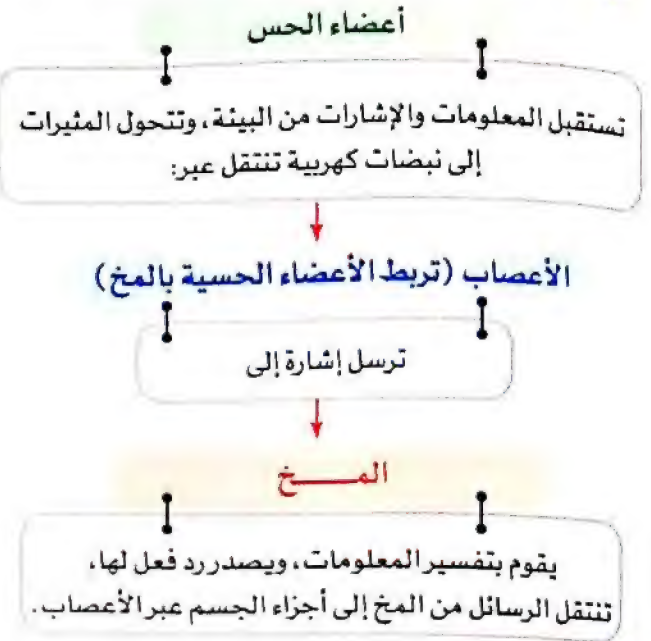 أعضاء الحس
تستقبل المعلومات والإشارات من البيئة، وتتحول المثيرات
إلى نبضات كهربية تنتقل عبر:
الأعصاب (تربط الأعضاء الحسية بالمخ)
ترسل إشارة إلى
المـــــخ
يقوم بتفسير المعلومات، ويصدر رد فعل لها،
تنتقل الرسائل من المخ إلى أجزاء الجسم عبر الأعصاب.